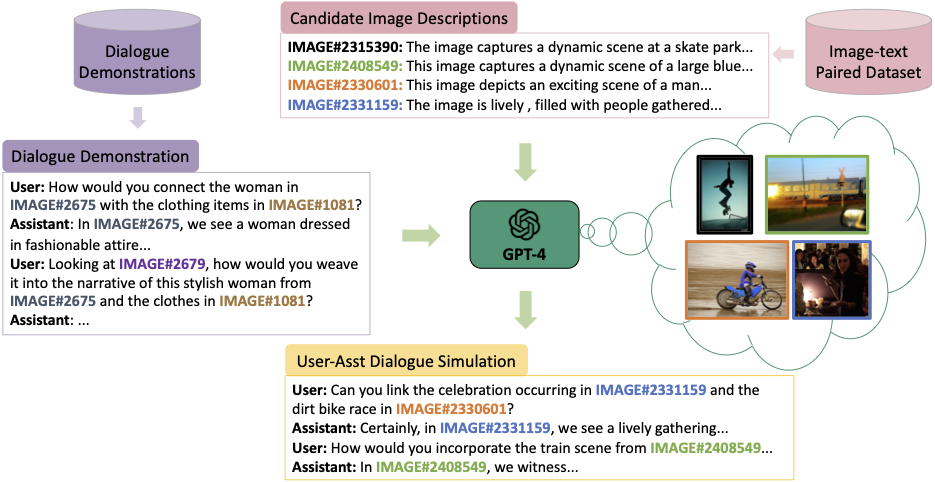 Dialogue
Demonstrations
Candidate Image Descriptions
IMAGE#2315390: The image captures a dynamic scene at a skate park...
IMAGE#2408549: This image captures a dynamic scene of a large blue...
IMAGE#2330601: This image depicts an exciting scene of a man...
IMAGE#2331159: The image is lively , filled with people gathered...
Image-text
Paired Dataset
Dialogue Demonstration
User: How would you connect the woman in
IMAGE#2675 with the clothing items in IMAGE#1081?
Assistant: In IMAGE#2675, we see a woman dressed
in fashionable attire...
User: Looking at IMAGE#2679, how would you weave
it into the narrative of this stylish woman from
IMAGE#2675 and the clothes in IMAGE#1081?
Assistant: ...
GPT-4
User-Asst Dialogue Simulation
User: Can you link the celebration occurring in IMAGE#2331159 and the
dirt bike race in IMAGE#2330601?
Assistant: Certainly, in IMAGE#2331159, we see a lively gathering...
User: How would you incorporate the train scene from IMAGE#2408549...
Assistant: In IMAGE#2408549, we witness...